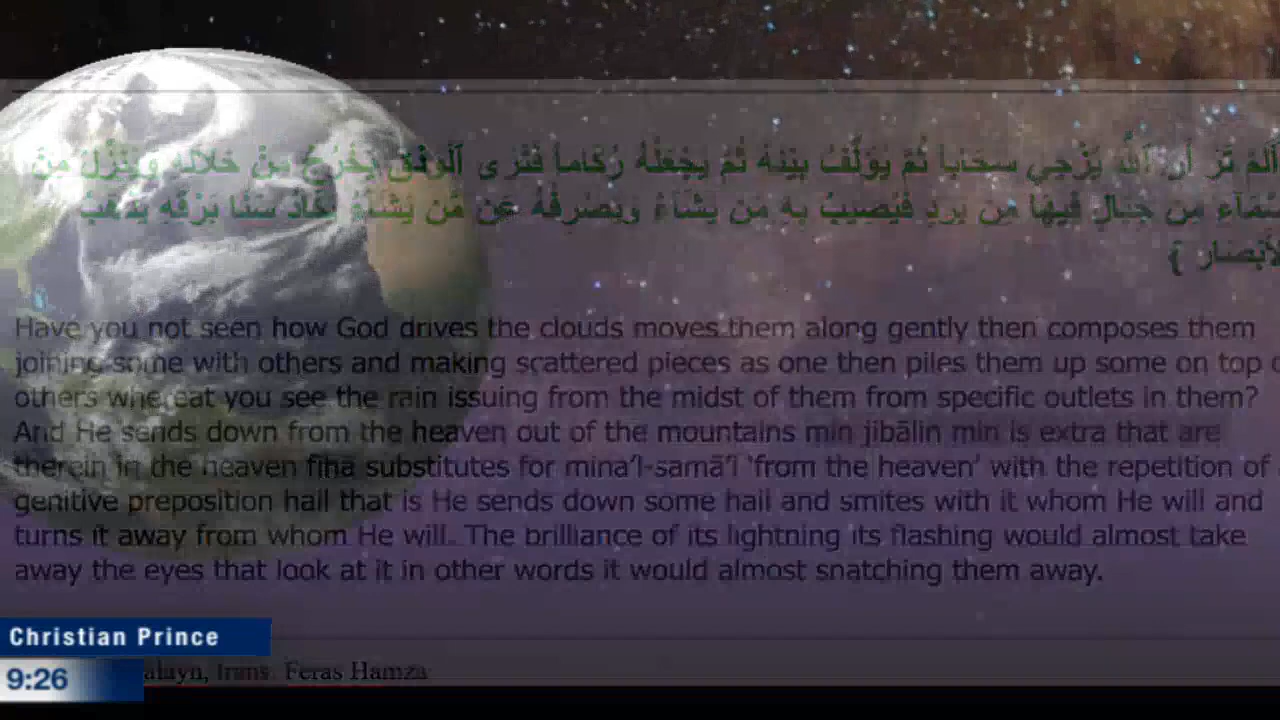 أَلَمْ تَرَ أَنَّ ٱللَّهَ يُزْجِي سَحَاباً ثُمَّ يُؤَلِّفُ بَيْنَهُ ثُمَّ يَجْعَلُهُ رُكَاماً فَتَرَى ٱلْوَدْقَ يَخْرُجُ مِنْ خِلاَلِهِ وَيُنَزِّلُ مِنَ
سَّمَآءِ مِن جِبَالٍ فِيهَا مِن بَرَدٍ فَيُصِيبُ بِهِ مَن يَشَآءُ وَيَصْرِفُهُ عَن مَّن يَشَآءُ يَكَادُ سَنَا بَرْقِهِ يَذْهَبُ
لأَبْصَارِ }
Have you not seen how God drives the clouds moves them along gently then composes them
joining some with others and making scattered pieces as one then piles them up some on top
others whereat you see the rain issuing from the midst of them from specific outlets in them?
And He sends down from the heaven out of the mountains min jibālin min is extra that are
therein in the heaven fīhā substitutes for mina’l-samā’i ‘from the heaven’ with the repetition of
genitive preposition hail that is He sends down some hail and smites with it whom He will and
turns it away from whom He will. The brilliance of its lightning its flashing would almost take
away the eyes that look at it in other words it would almost snatching them away.
Christian Prince
9:26
alayn, trans. Feras Hamza